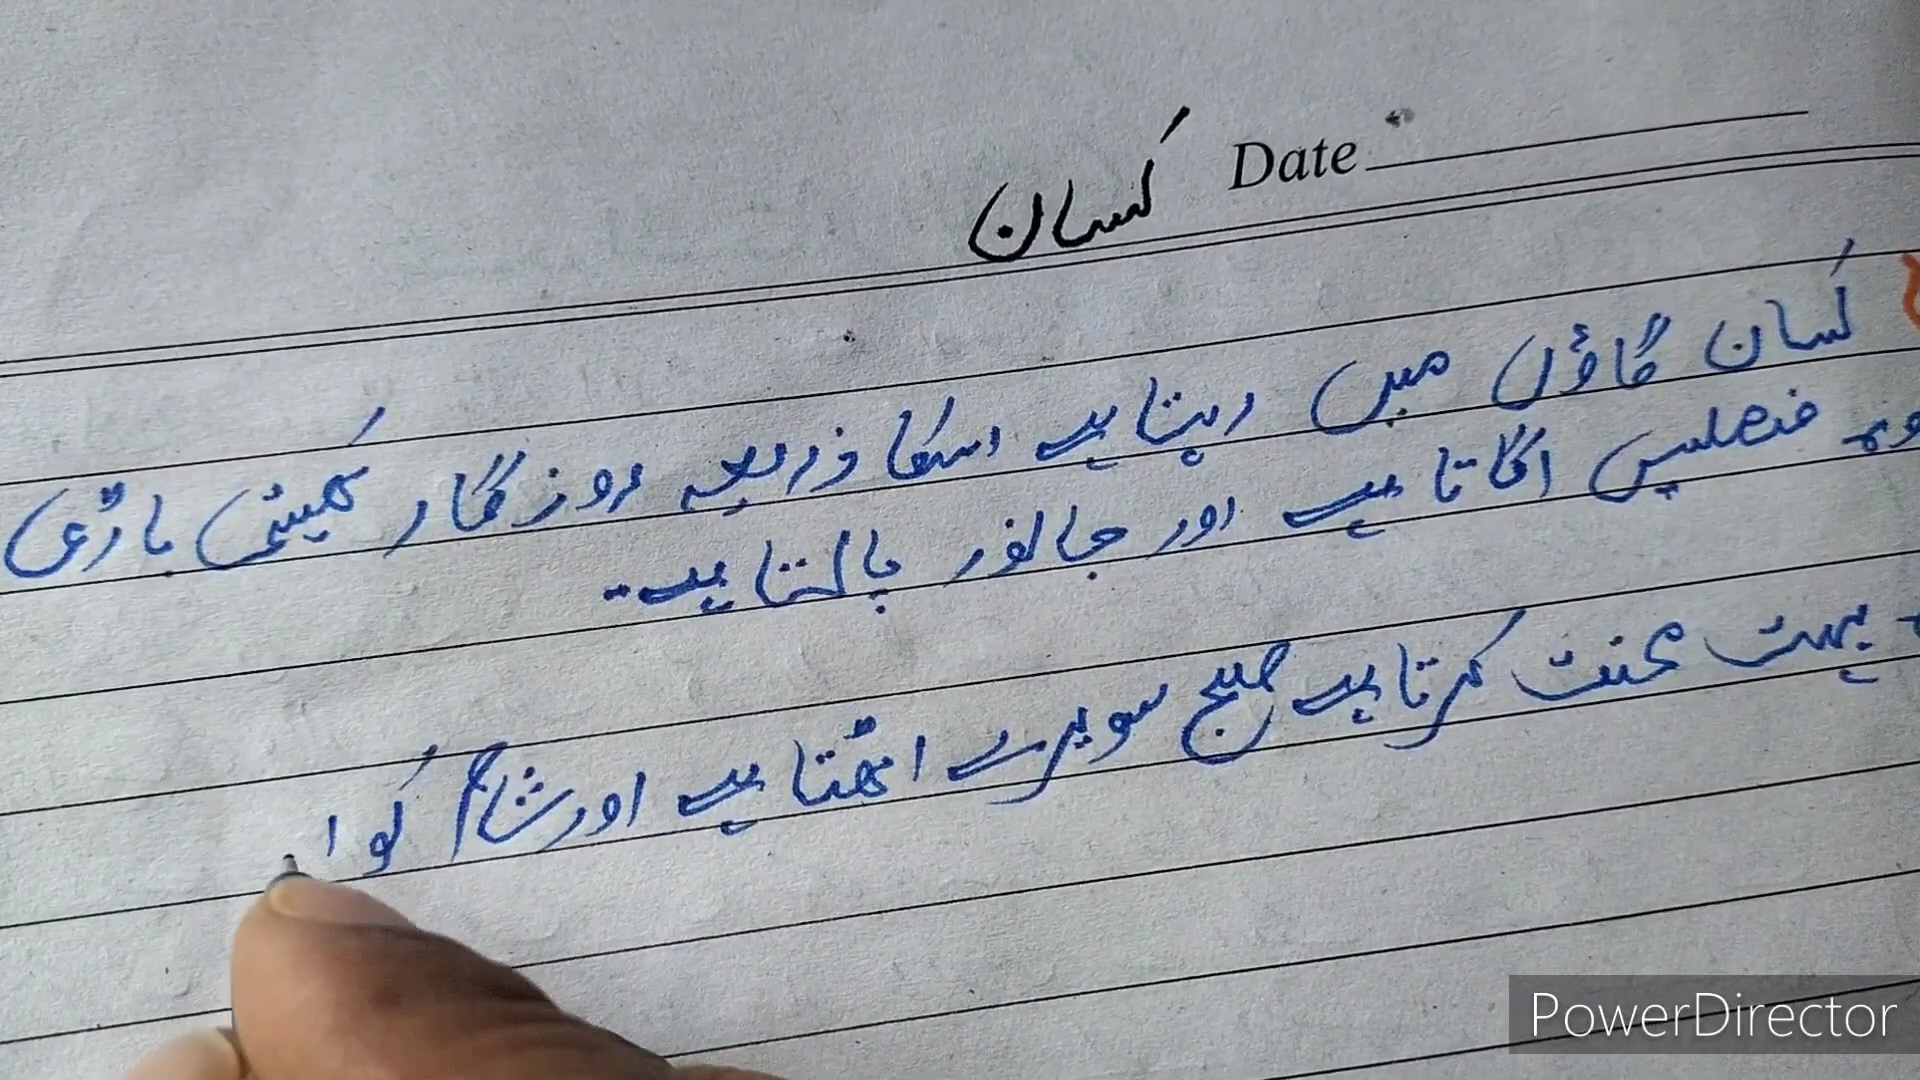 Date
کسان
کسان گاؤں میں رہتا ہے اسکا ذریعہ روزگار کھیتی باڑی
وہ فصلیں اگاتا ہے اور جانور پالتا ہے۔
بہت محنت کرتا ہے صبح سویرے اٹھتا ہے اور شام کو ا
PowerDirector